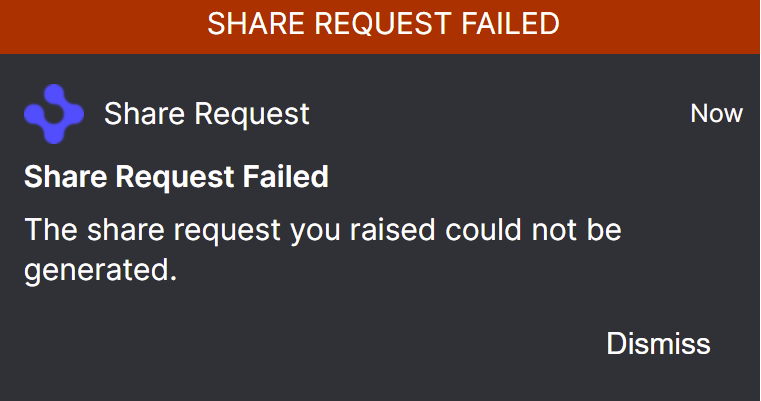 SHARE REQUEST FAILED
Share Request
Now
Share Request Failed
The share request you raised could not be
generated.
Dismiss